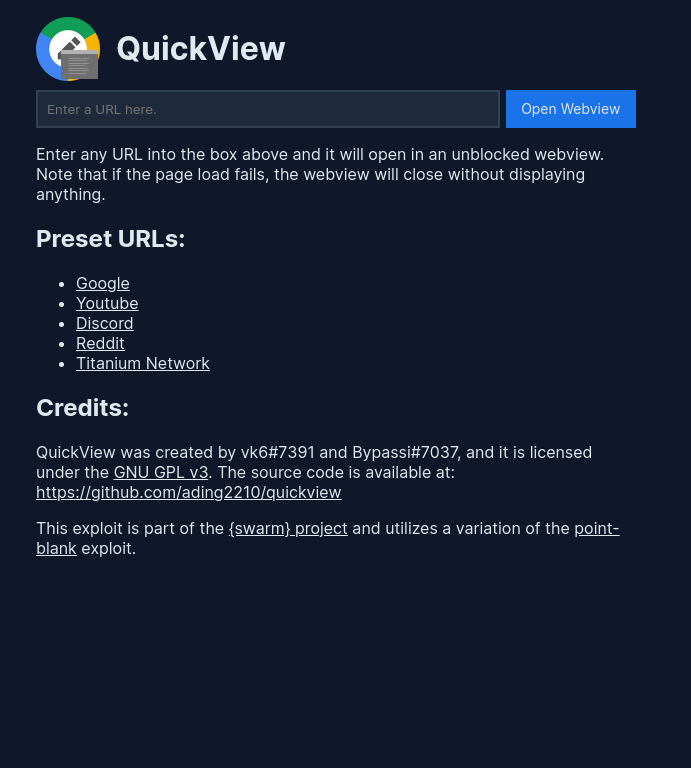 QuickView
Enter a URL here.
Open Webview
Enter any URL into the box above and it will open in an unblocked webview.
Note that if the page load fails, the webview will close without displaying
anything.
Preset URLs:
Google
Youtube
Discord
Reddit
Titanium Network
Credits:
QuickView was created by vk6#7391 and Bypassi#7037, and it is licensed
under the GNU GPL v3. The source code is available at:
https://github.com/ading2210/quickview
This exploit is part of the {swarm} project and utilizes a variation of the point-
blank exploit.